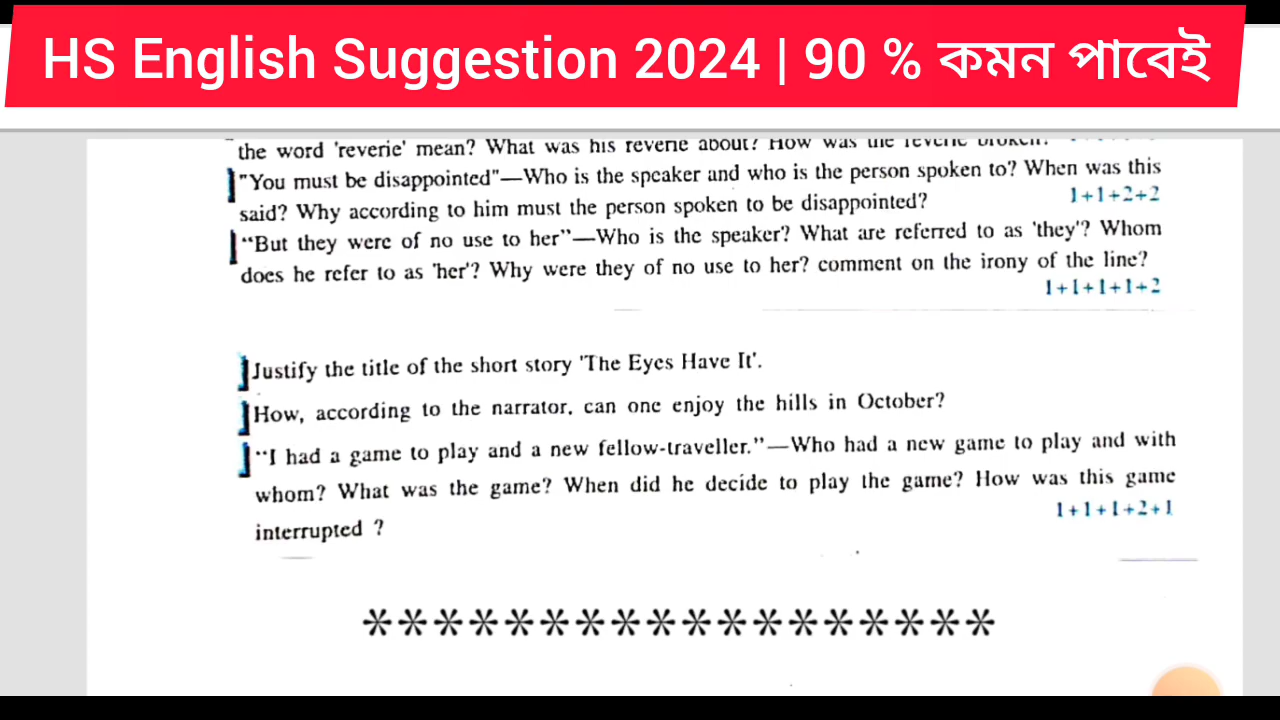 HS English Suggestion 2024 | 90 % কমন পাবেই
the word 'reverie' mean? What was his reverie about? How was the reverie broken?
"You must be disappointed"—Who is the speaker and who is the person spoken to? When was this
said? Why according to him must the person spoken to be disappointed? 1+1+2+2
“But they were of no use to her”—Who is the speaker? What are referred to as 'they'? Whom
does he refer to as 'her'? Why were they of no use to her? comment on the irony of the line?
1+1+1+1+2
Justify the title of the short story 'The Eyes Have It'.
How, according to the narrator, can one enjoy the hills in October?
“I had a game to play and a new fellow-traveller.”—Who had a new game to play and with
whom? What was the game? When did he decide to play the game? How was this game
interrupted ? 1+1+1+2+1
******************